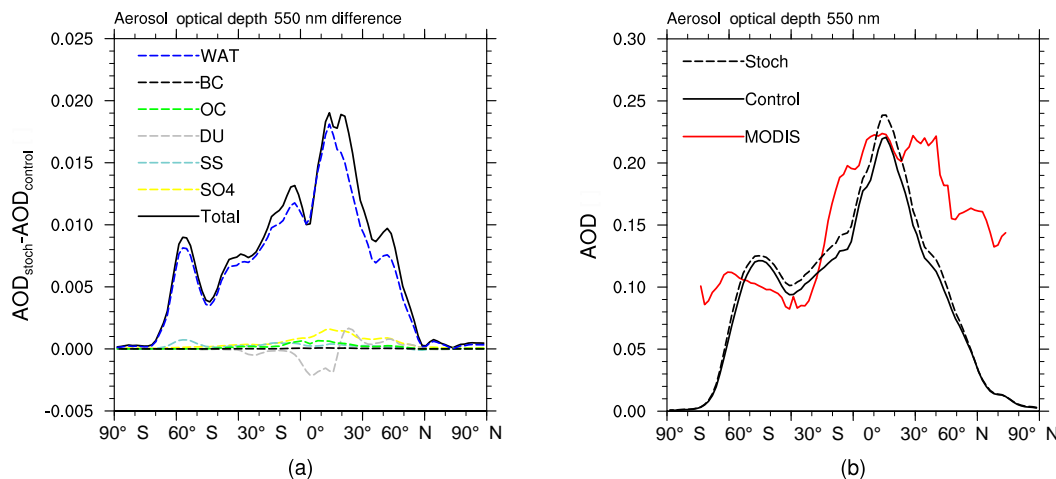 Aerosol optical depth 550 nm difference
0.025
0.020
0.015
0.010
0.005
0.000
-0.005
AODstoch-AODcontrol
WAT
BC
OC
DU
SS
SO4
Total
90° S 60° S 30° S 0° 30° N 60° N 90° N
(a)
Aerosol optical depth 550 nm
0.30
0.25
0.20
0.15
0.10
0.05
0.00
AOD
Stoch
Control
MODIS
90° S 60° S 30° S 0° 30° N 60° N 90° N
(b)